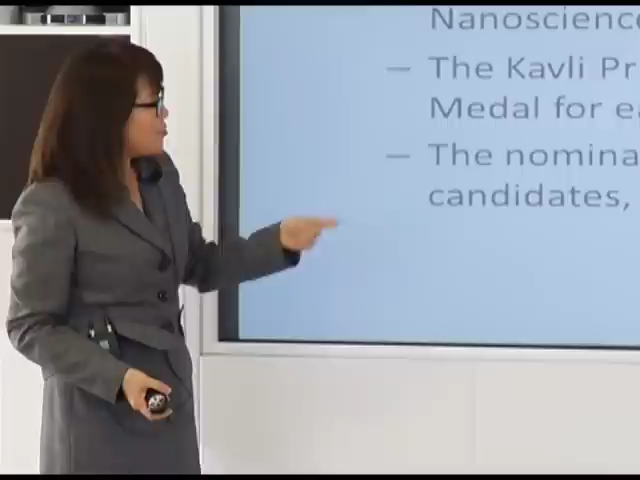 Nanoscience
— The Kavli Pr
Medal for ea
— The nomina
candidates,